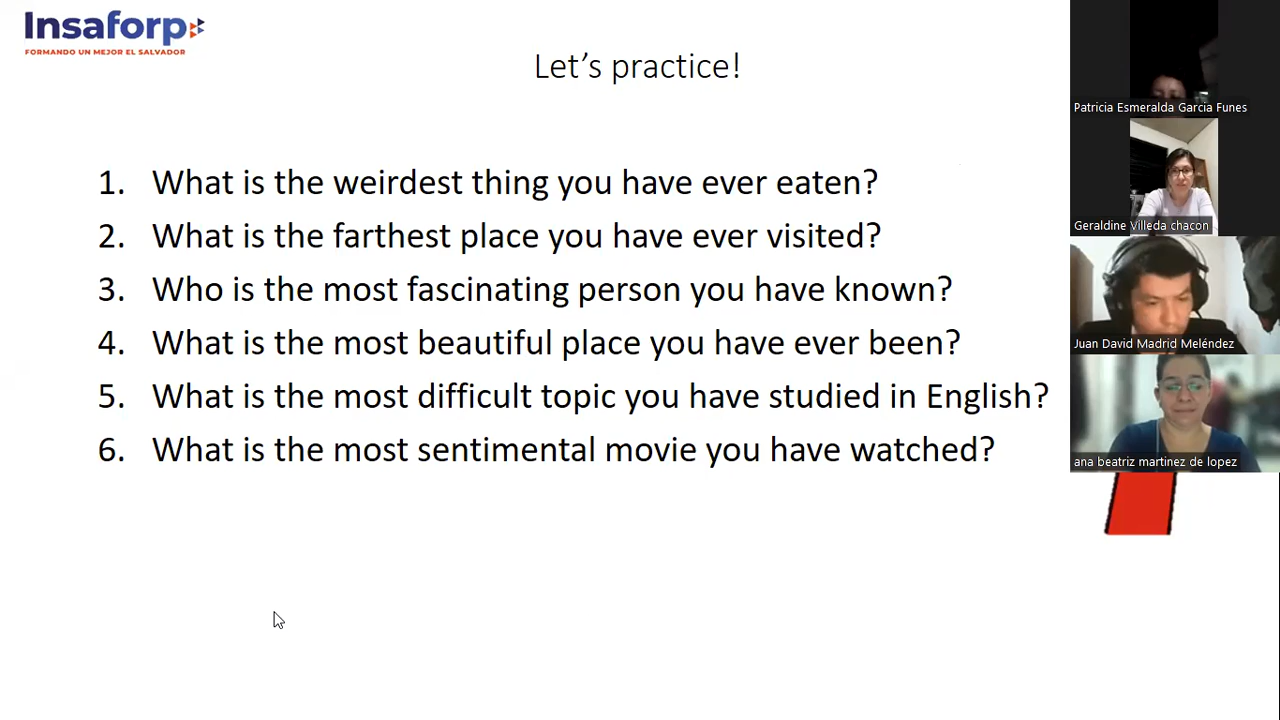 Insaforp
FORMANDO UN MEJOR EL SALVADOR
Let's practice!
1. What is the weirdest thing you have ever eaten?
2. What is the farthest place you have ever visited?
3. Who is the most fascinating person you have known?
4. What is the most beautiful place you have ever been?
5. What is the most difficult topic you have studied in English?
6. What is the most sentimental movie you have watched?
Patricia Esmeralda Garcia Funes
Geraldine Villeda chacon
Juan David Madrid Meléndez
ana beatriz martinez de lopez